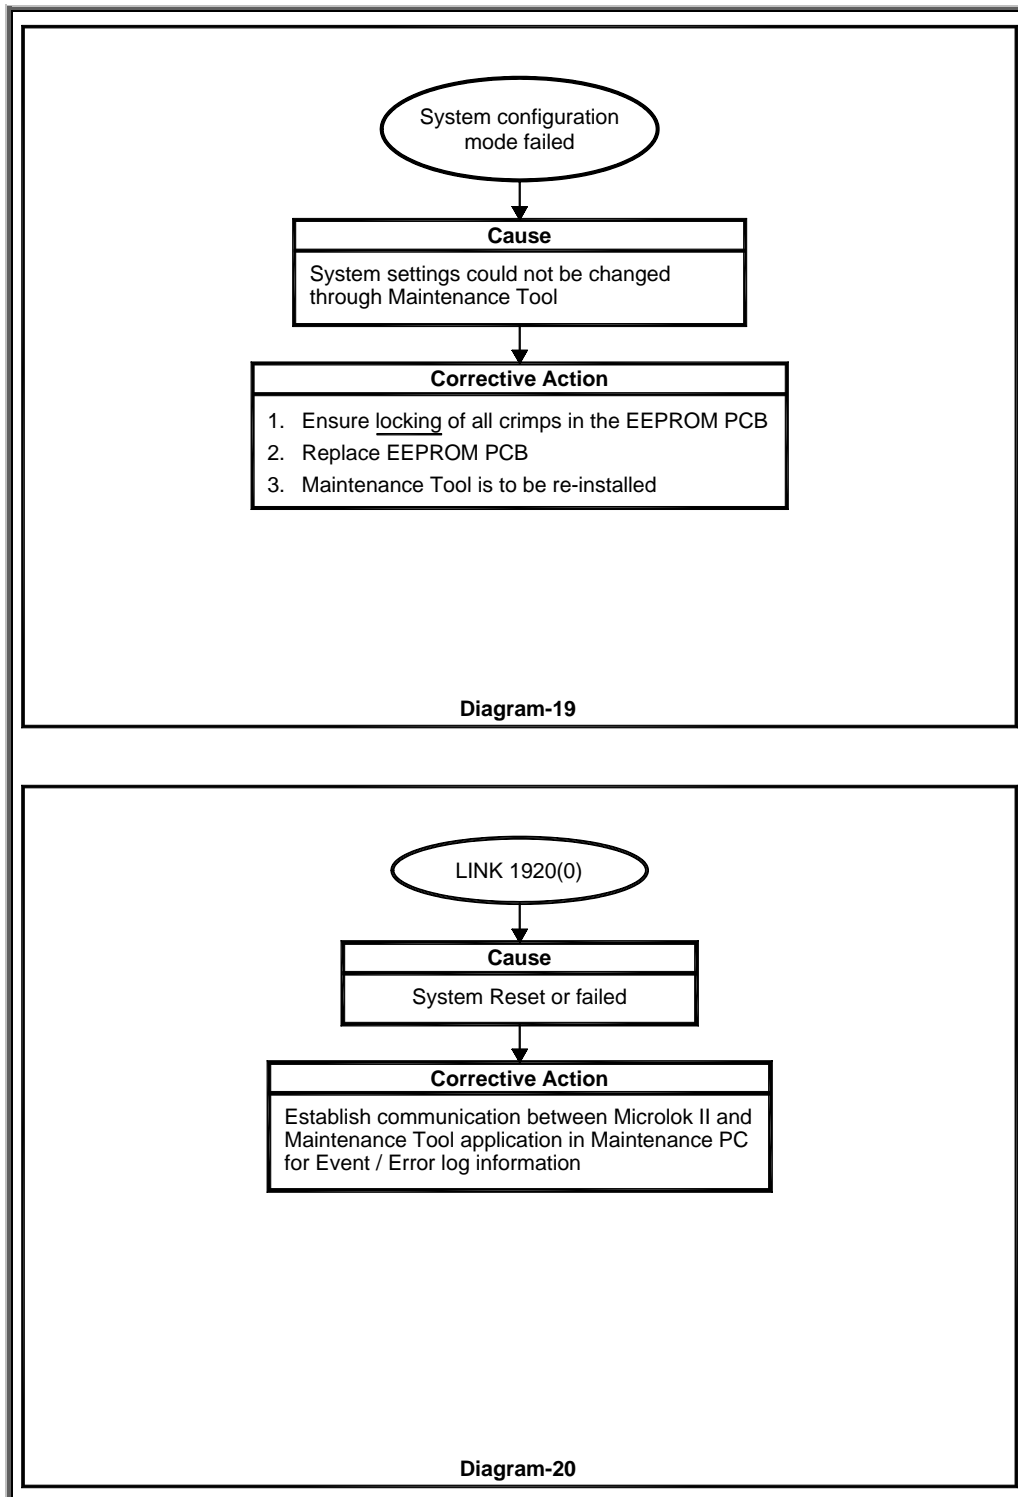 System configuration
mode failed
Cause
System settings could not be changed
through Maintenance Tool
Corrective Action
1. Ensure locking of all crimps in the EEPROM PCB
2. Replace EEPROM PCB
3. Maintenance Tool is to be re-installed
Diagram-19
LINK 1920(0)
Cause
System Reset or failed
Corrective Action
Establish communication between Microlok II and
Maintenance Tool application in Maintenance PC
for Event / Error log information
Diagram-20